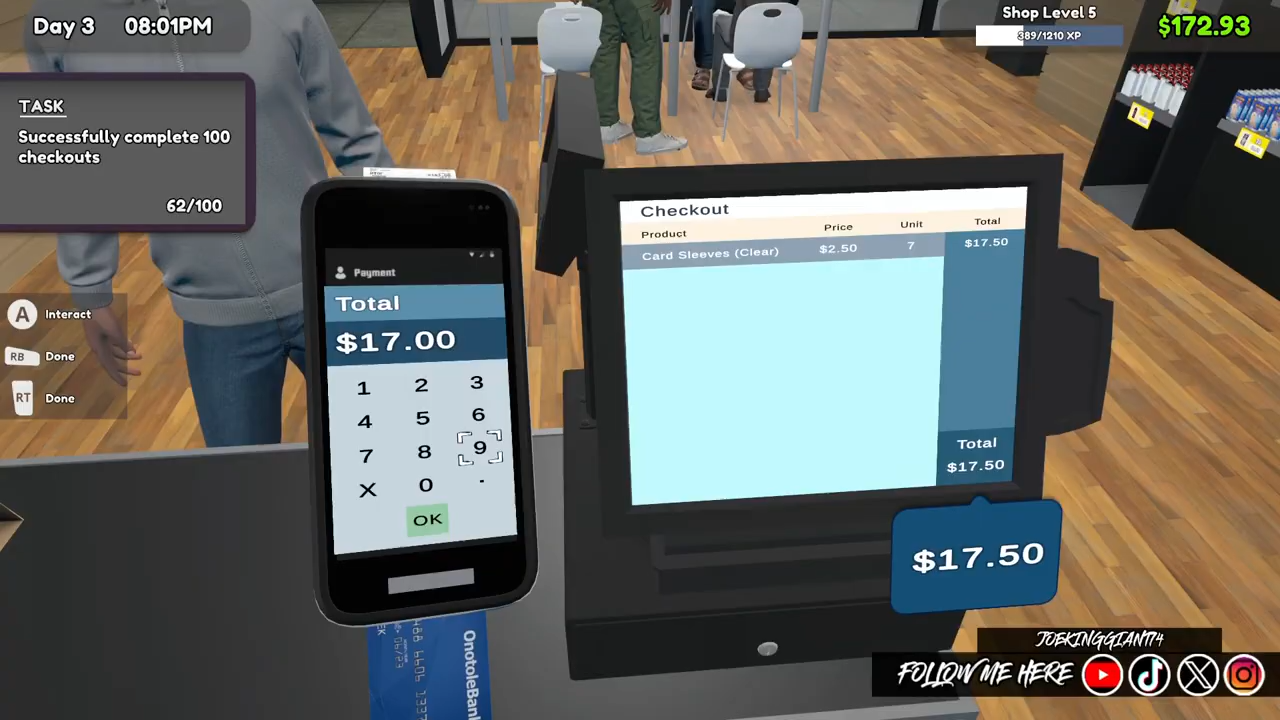 Day 3 08:01PM
Shop Level 5
389/1210 XP
$172.93
TASK
Successfully complete 100
checkouts
62/100
A Interact
RB Done
RT Done
Payment
Total
$17.00
1 2 3
4 5 6
7 8 9
X 0 .
OK
Checkout
Product Price Unit Total
Card Sleeves (Clear) $2.50 7 $17.50
Total
$17.50
$17.50
OnotoleBank
JOEKINGGIANT74
FOLLOW ME HERE